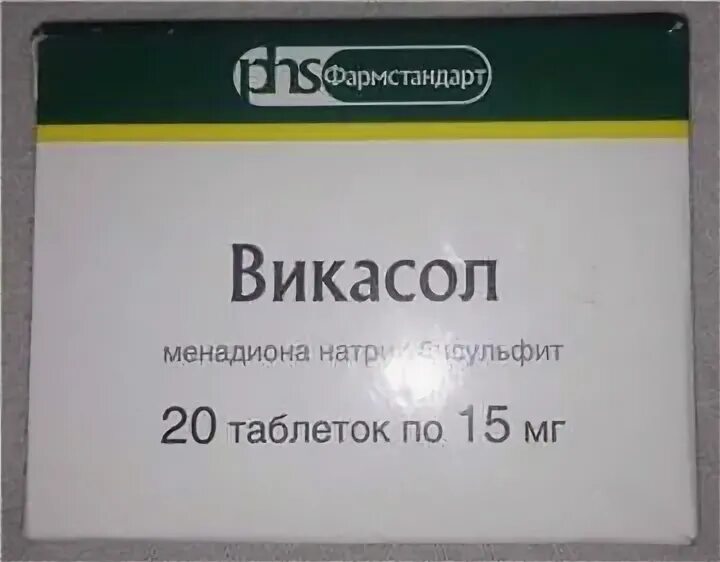 phs Фармстандарт
Викасол
менадиона натрия бисульфит
20 таблеток по 15 мг